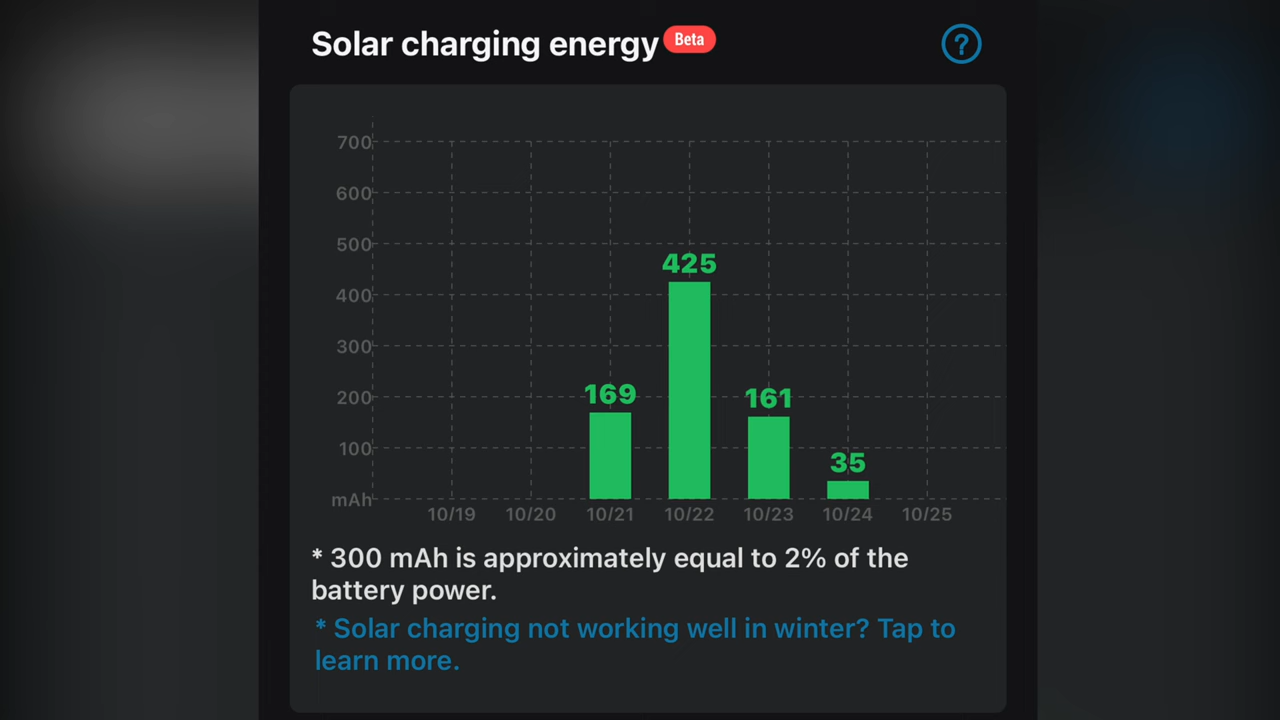 Solar charging energy Beta ?
700
600
500
400
300
200
100
mAh
169
425
161
35
10/19 10/20 10/21 10/22 10/23 10/24 10/25
* 300 mAh is approximately equal to 2% of the
battery power.
* Solar charging not working well in winter? Tap to
learn more.